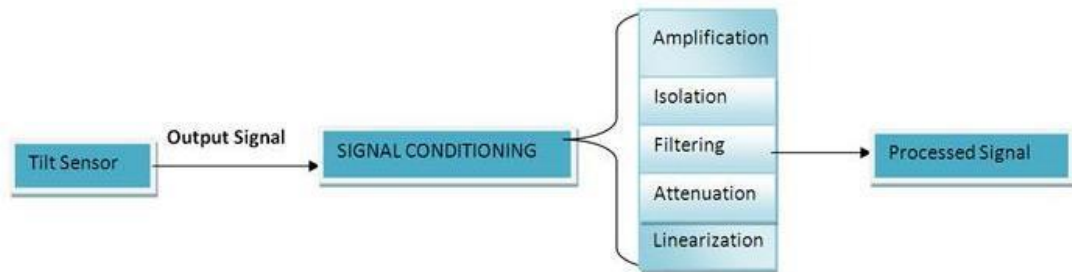 Tilt Sensor
Output Signal
SIGNAL CONDITIONING
Amplification
Isolation
Filtering
Attenuation
Linearization
Processed Signal